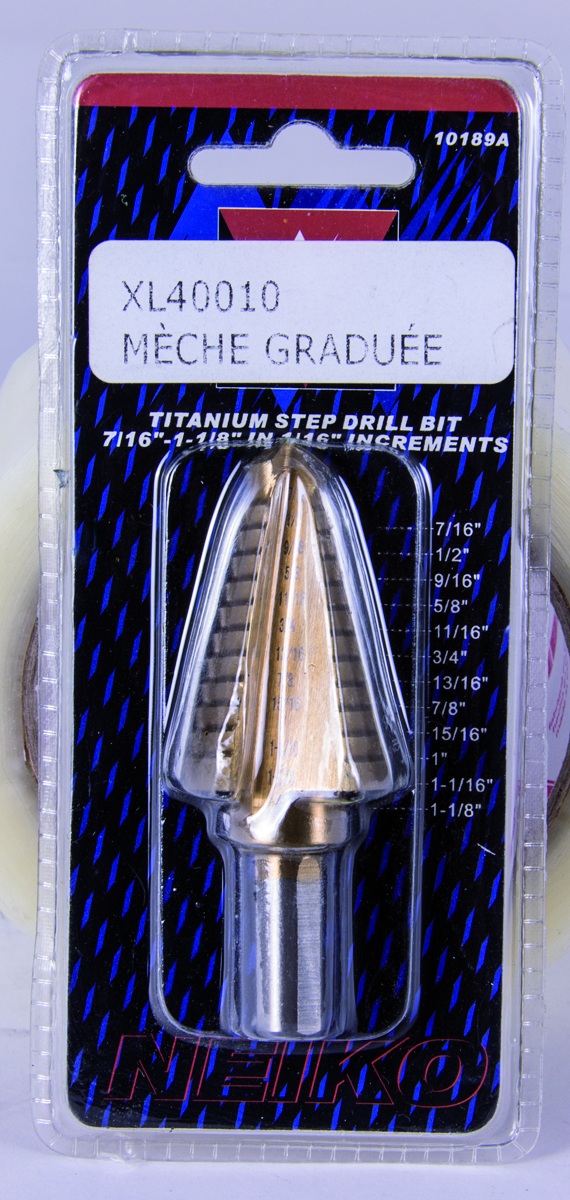 10189A
XL40010
MÈCHE GRADUÉE
TITANIUM STEP DRILL BIT
7/16"-1-1/8" IN 1/16" INCREMENTS
7/16"
1/2"
9/16"
5/8"
11/16"
3/4"
13/16"
7/8"
15/16"
1"
1-1/16"
1-1/8"
NEIKO